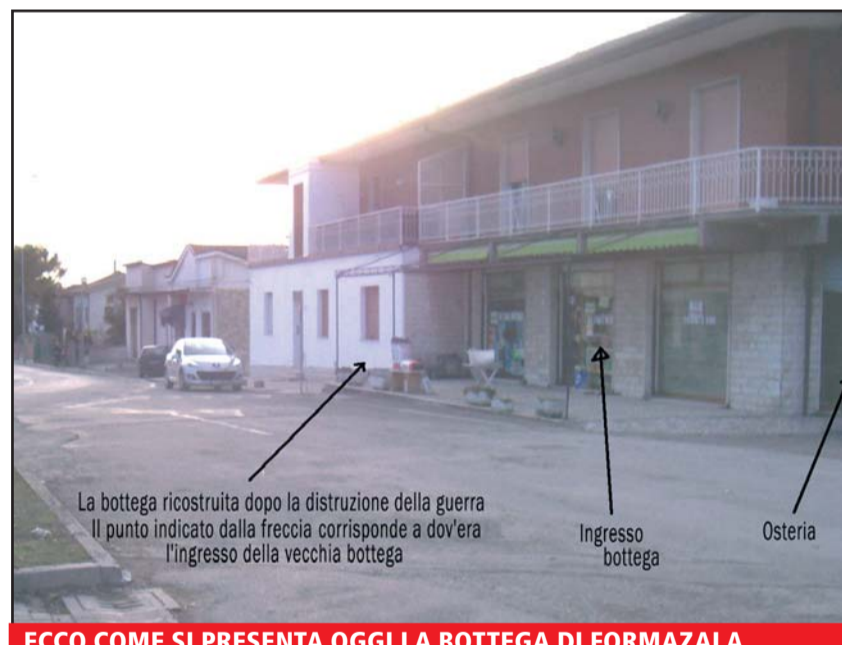 La bottega ricostruita dopo la distruzione della guerra
Il punto indicato dalla freccia corrisponde a dov'era
l'ingresso della vecchia bottega
Ingresso
bottega
Osteria
ECCO COME SI PRESENTA OGGI LA BOTTEGA DI FORMAZALA